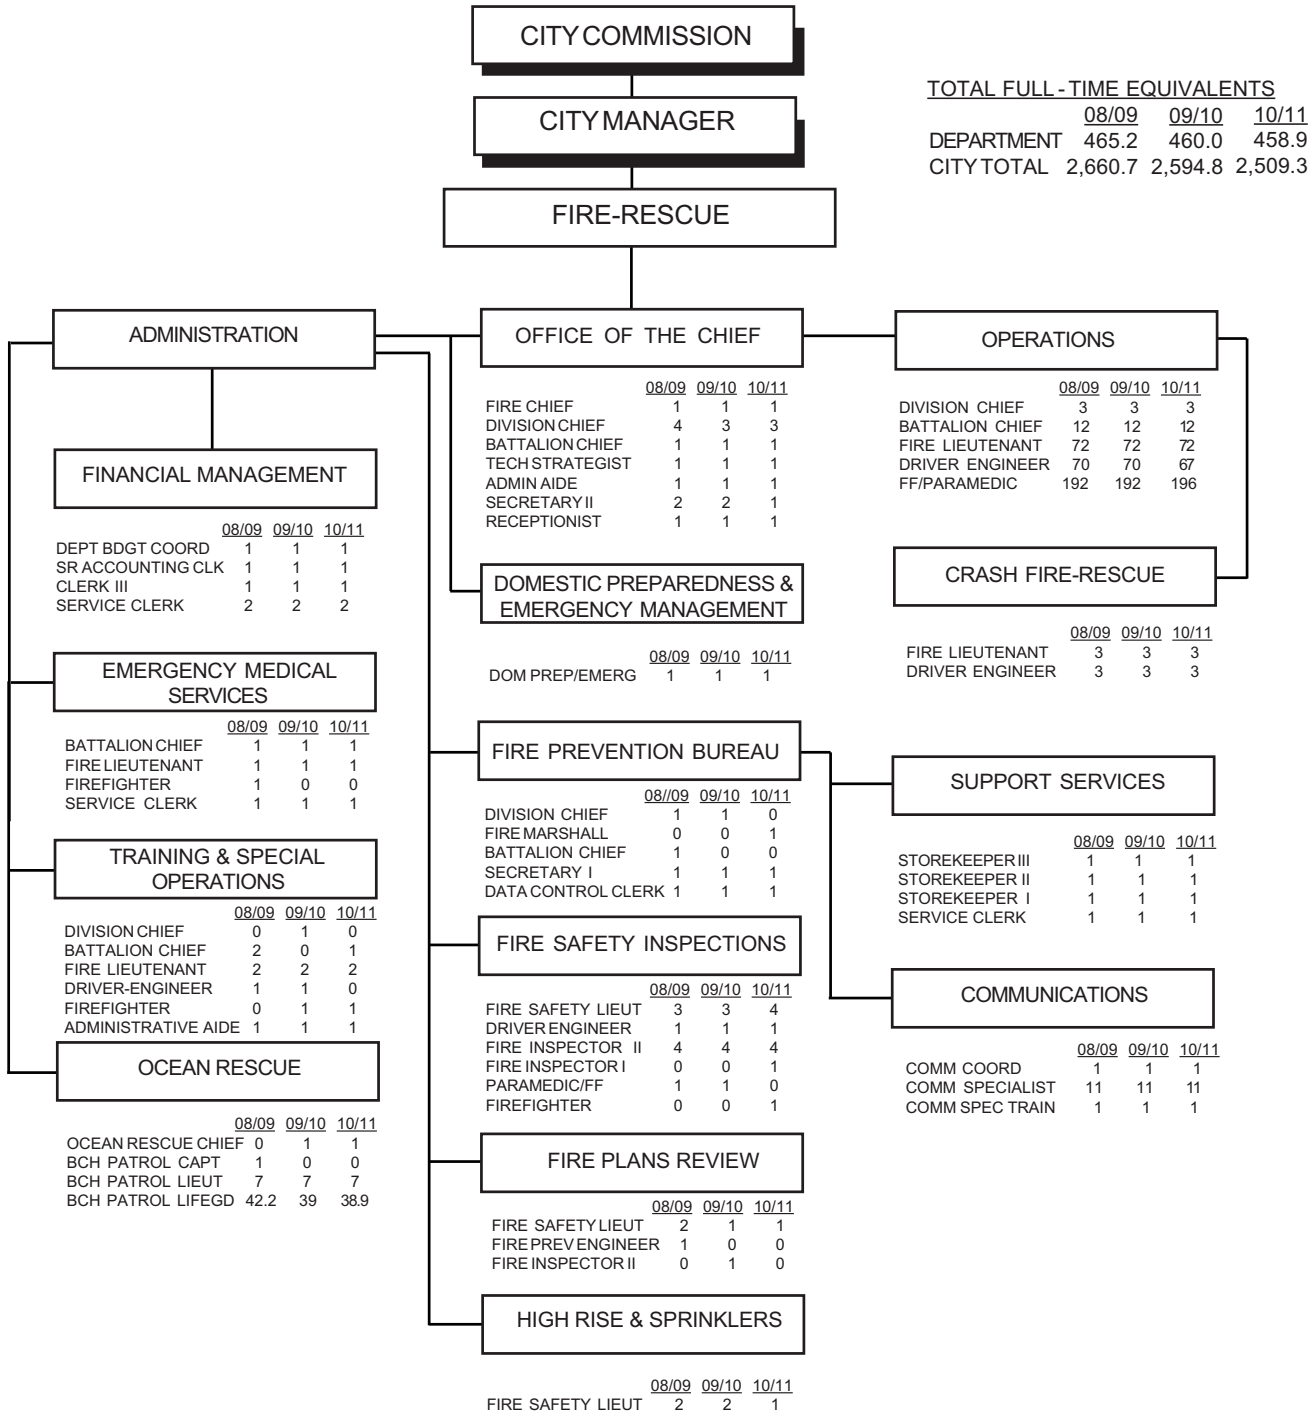 CITY COMMISSION
CITY MANAGER
FIRE-RESCUE
TOTAL FULL - TIME EQUIVALENTS
08/09 09/10 10/11
DEPARTMENT 465.2 460.0 458.9
CITY TOTAL 2,660.7 2,594.8 2,509.3
ADMINISTRATION
FINANCIAL MANAGEMENT
08/09 09/10 10/11
DEPT BDGT COORD 1 1 1
SR ACCOUNTING CLK 1 1 1
CLERK III 1 1 1
SERVICE CLERK 2 2 2
EMERGENCY MEDICAL
SERVICES
08/09 09/10 10/11
BATTALION CHIEF 1 1 1
FIRE LIEUTENANT 1 1 1
FIREFIGHTER 1 0 0
SERVICE CLERK 1 1 1
TRAINING & SPECIAL
OPERATIONS
08/09 09/10 10/11
DIVISION CHIEF 0 1 0
BATTALION CHIEF 2 0 1
FIRE LIEUTENANT 2 2 2
DRIVER-ENGINEER 1 1 0
FIREFIGHTER 0 1 1
ADMINISTRATIVE AIDE 1 1 1
OCEAN RESCUE
08/09 09/10 10/11
OCEAN RESCUE CHIEF 0 1 1
BCH PATROL CAPT 1 0 0
BCH PATROL LIEUT 7 7 7
BCH PATROL LIFEGD 42.2 39 38.9
OFFICE OF THE CHIEF
08/09 09/10 10/11
FIRE CHIEF 1 1 1
DIVISION CHIEF 4 3 3
BATTALION CHIEF 1 1 1
TECH STRATEGIST 1 1 1
ADMIN AIDE 1 1 1
SECRETARY II 2 2 1
RECEPTIONIST 1 1 1
DOMESTIC PREPAREDNESS &
EMERGENCY MANAGEMENT
08/09 09/10 10/11
DOM PREP/EMERG 1 1 1
FIRE PREVENTION BUREAU
08//09 09/10 10/11
DIVISION CHIEF 1 1 0
FIRE MARSHALL 0 0 1
BATTALION CHIEF 1 0 0
SECRETARY I 1 1 1
DATA CONTROL CLERK 1 1 1
FIRE SAFETY INSPECTIONS
08/09 09/10 10/11
FIRE SAFETY LIEUT 3 3 4
DRIVER ENGINEER 1 1 1
FIRE INSPECTOR II 4 4 4
FIRE INSPECTOR I 0 0 1
PARAMEDIC/FF 1 1 0
FIREFIGHTER 0 0 1
FIRE PLANS REVIEW
08/09 09/10 10/11
FIRE SAFETY LIEUT 2 1 1
FIRE PREV ENGINEER 1 0 0
FIRE INSPECTOR II 0 1 0
HIGH RISE & SPRINKLERS
08/09 09/10 10/11
FIRE SAFETY LIEUT 2 2 1
OPERATIONS
08/09 09/10 10/11
DIVISION CHIEF 3 3 3
BATTALION CHIEF 12 12 12
FIRE LIEUTENANT 72 72 72
DRIVER ENGINEER 70 70 67
FF/PARAMEDIC 192 192 196
CRASH FIRE-RESCUE
08/09 09/10 10/11
FIRE LIEUTENANT 3 3 3
DRIVER ENGINEER 3 3 3
SUPPORT SERVICES
08/09 09/10 10/11
STOREKEEPER III 1 1 1
STOREKEEPER II 1 1 1
STOREKEEPER I 1 1 1
SERVICE CLERK 1 1 1
COMMUNICATIONS
08/09 09/10 10/11
COMM COORD 1 1 1
COMM SPECIALIST 11 11 11
COMM SPEC TRAIN 1 1 1